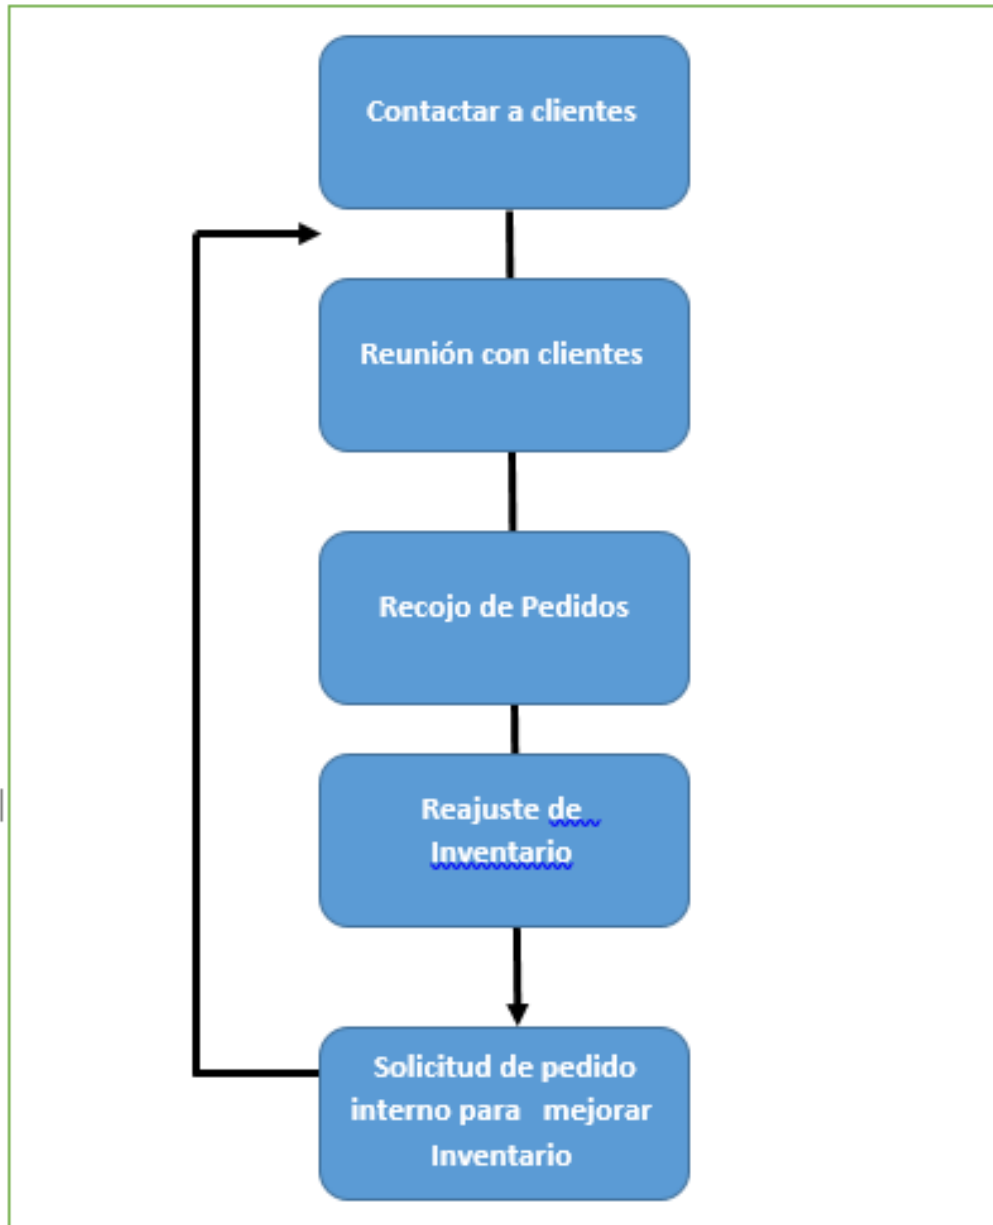 Contactar a clientes
Reunión con clientes
Recojo de Pedidos
Reajuste de
Inventario
Solicitud de pedido
interno para mejorar
Inventario